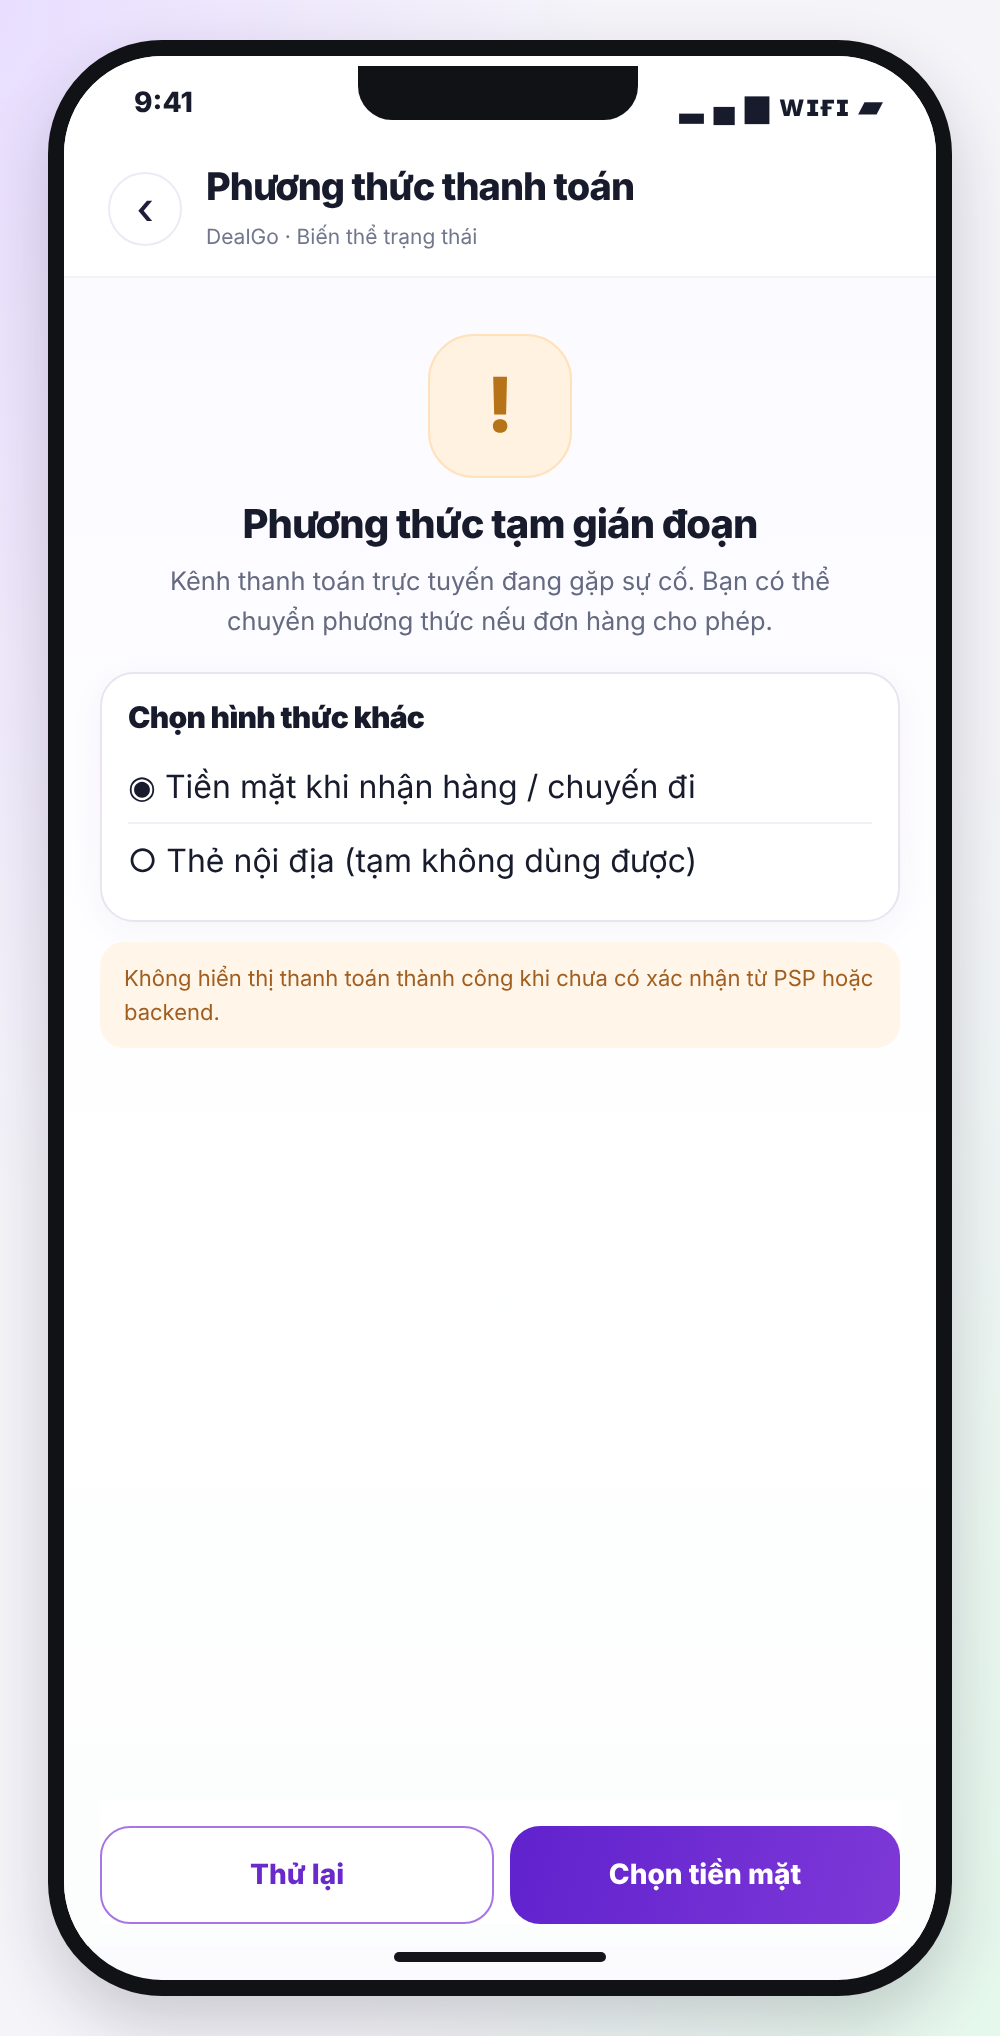 9:41
WIFI
Phương thức thanh toán
DealGo · Biến thể trạng thái
!
Phương thức tạm gián đoạn
Kênh thanh toán trực tuyến đang gặp sự cố. Bạn có thể
chuyển phương thức nếu đơn hàng cho phép.
Chọn hình thức khác
Tiền mặt khi nhận hàng / chuyến đi
Thẻ nội địa (tạm không dùng được)
Không hiển thị thanh toán thành công khi chưa có xác nhận từ PSP hoặc
backend.
Thử lại
Chọn tiền mặt